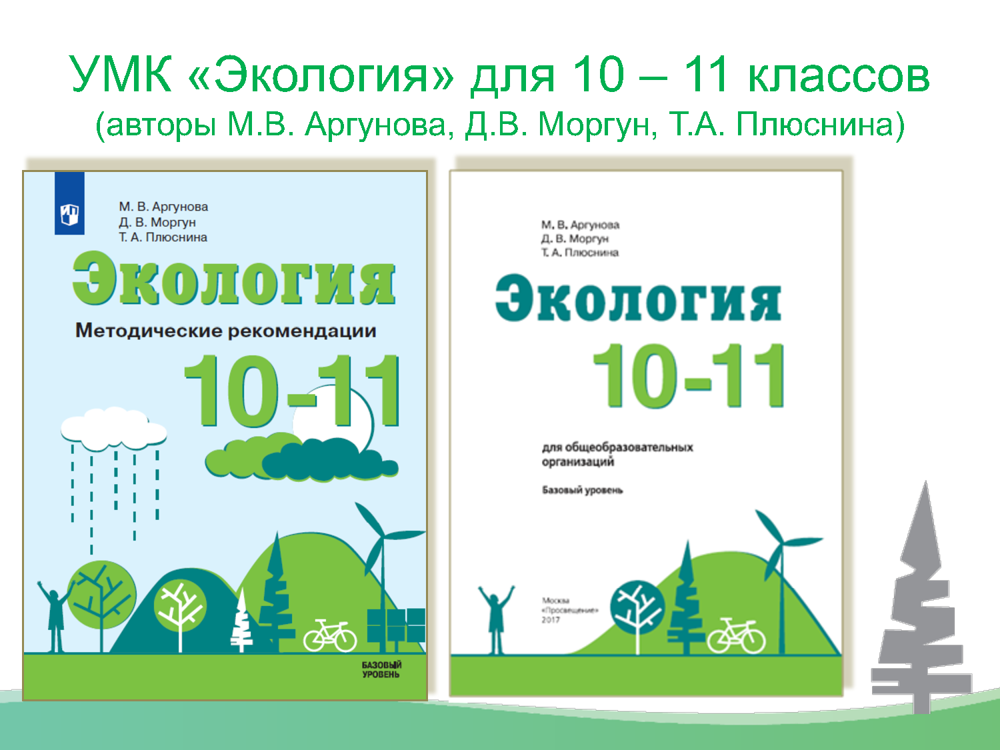 УМК «Экология» для 10 – 11 классов
(авторы М.В. Аргунова, Д.В. Моргун, Т.А. Плюснина)
М. В. Аргунова
Д. В. Моргун
Т. А. Плюснина
Экология
Методические рекомендации
10-11
БАЗОВЫЙ
УРОВЕНЬ
М. В. Аргунова
Д. В. Моргун
Т. А. Плюснина
Экология
10-11
для общеобразовательных
организаций
Базовый уровень
Москва
«Просвещение»
2017